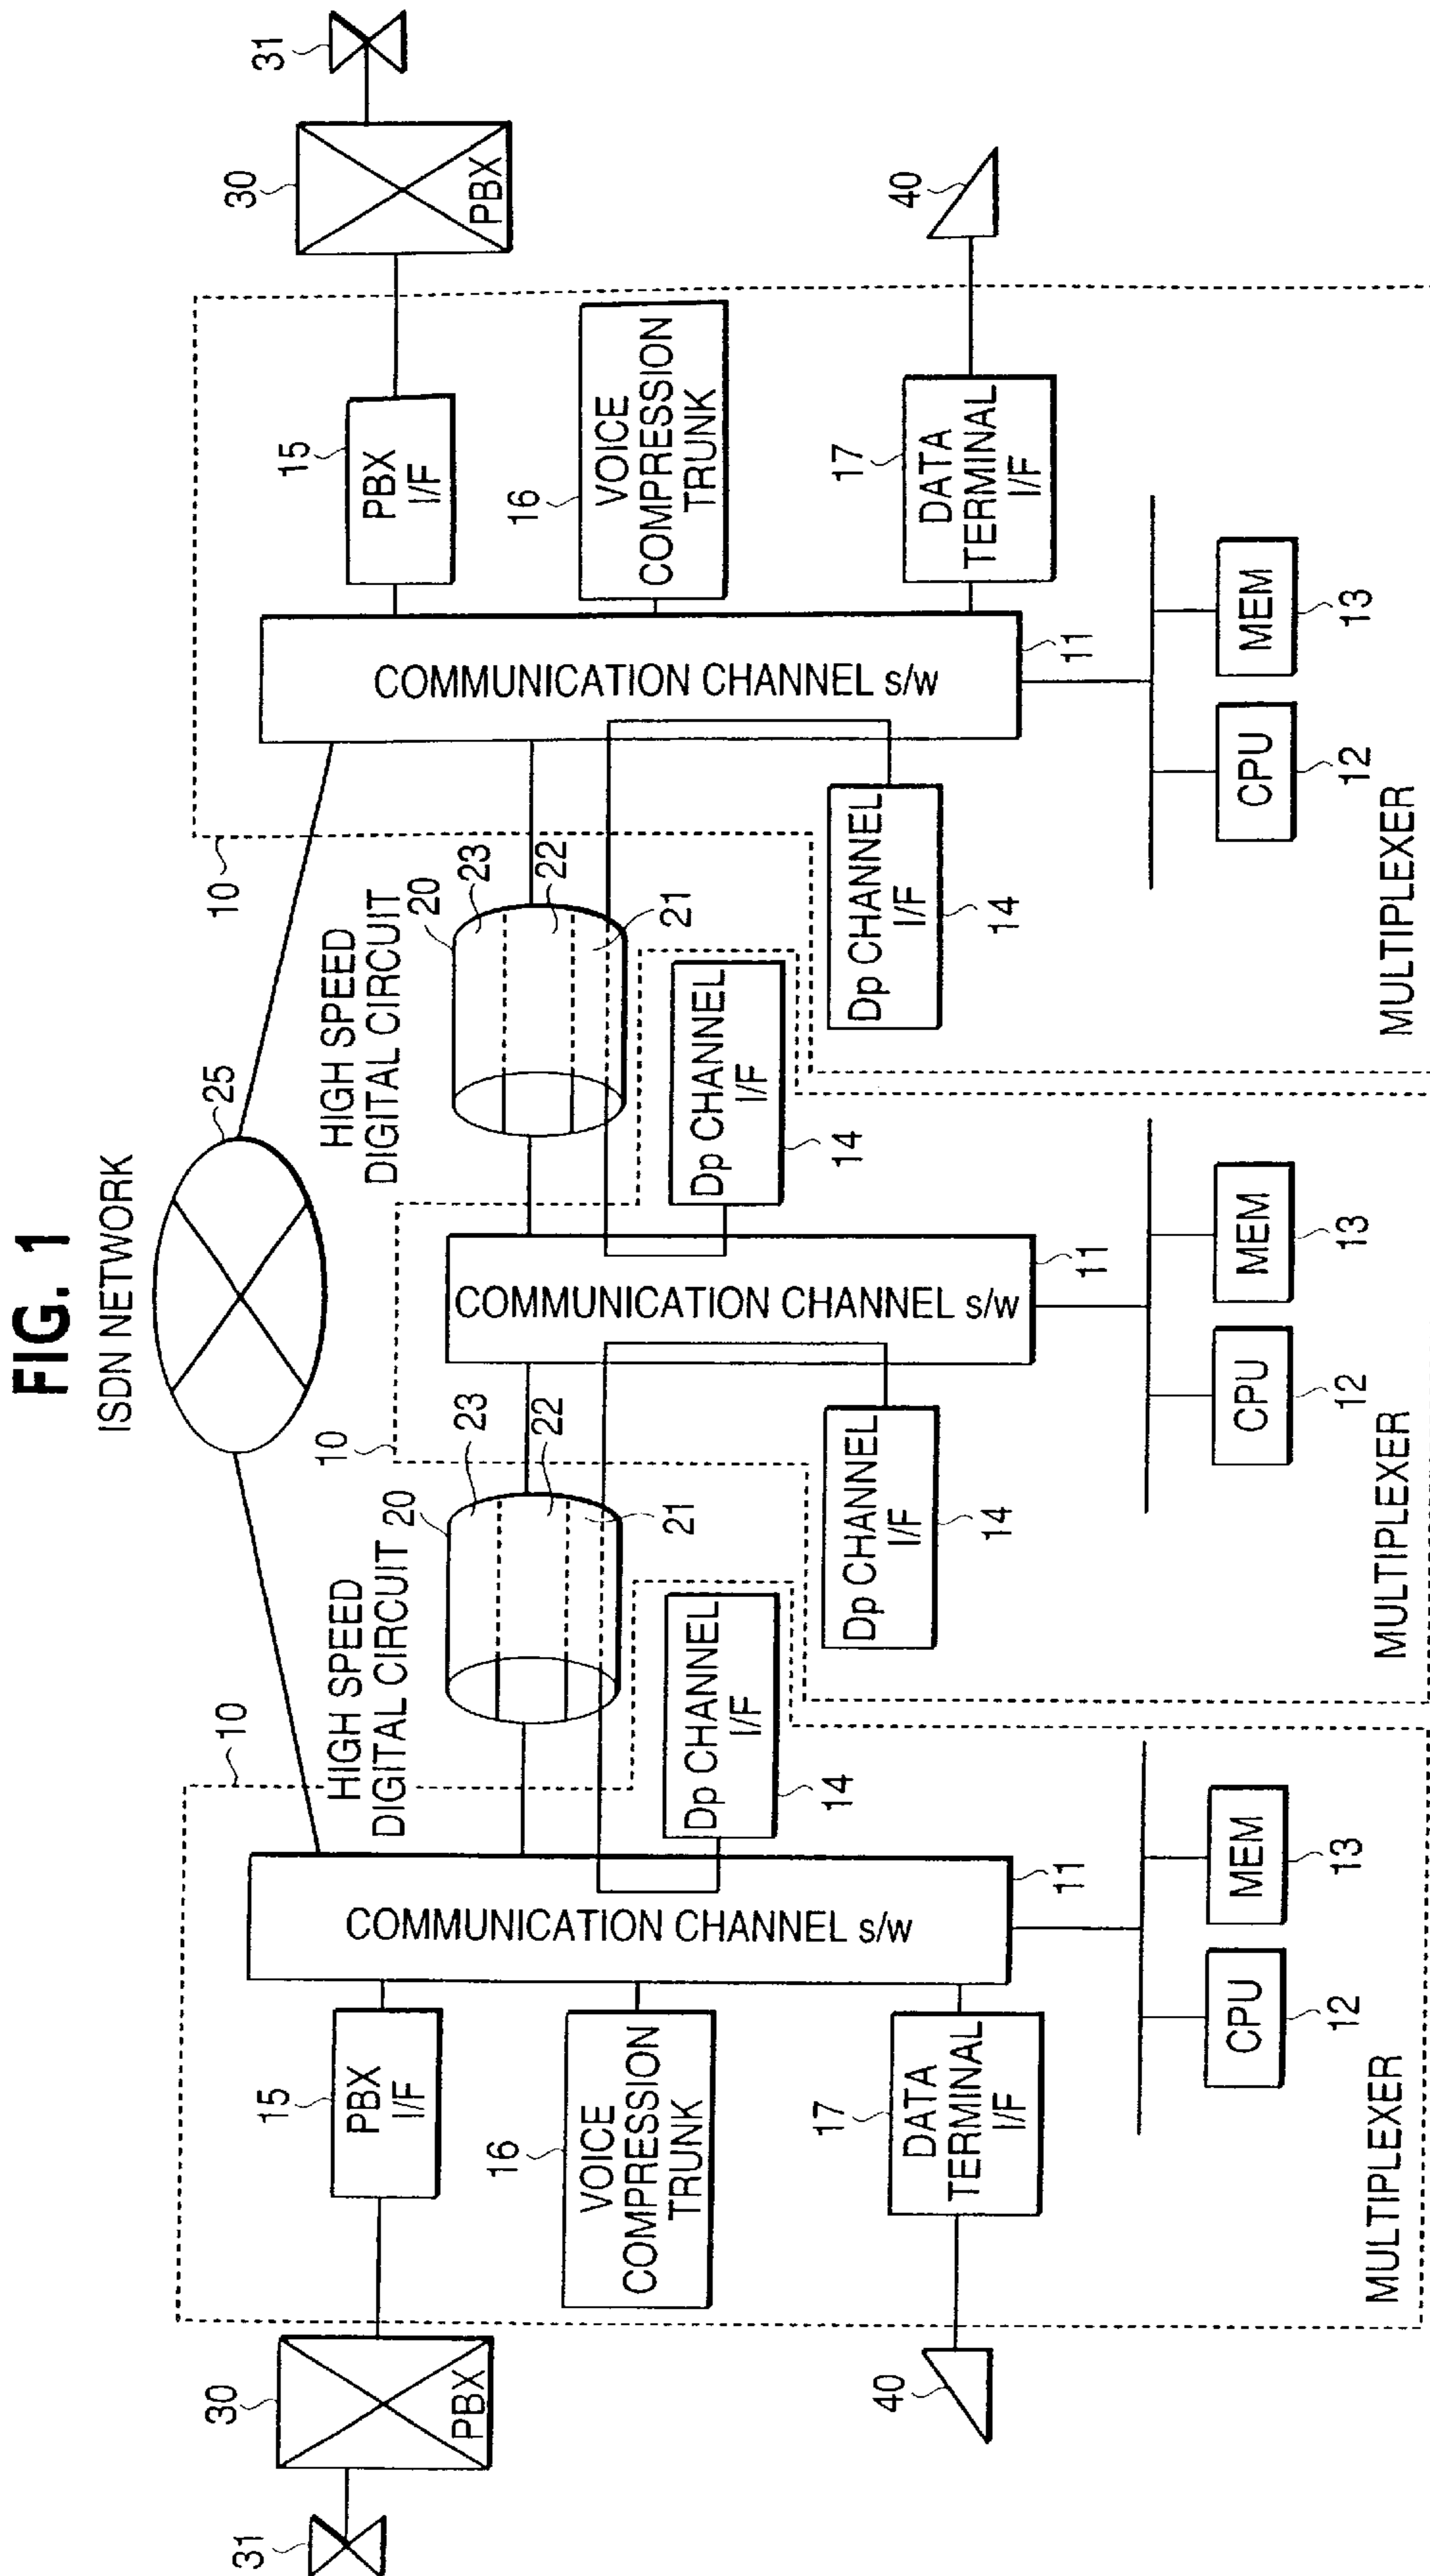 FIG. 1
ISDN NETWORK
25
10
HIGH SPEED
DIGITAL CIRCUIT
20
23
22
21
10
HIGH SPEED
DIGITAL CIRCUIT
20
23
22
21
10
31
30
PBX
15
PBX
I/F
16
VOICE
COMPRESSION
TRUNK
40
17
DATA
TERMINAL
I/F
COMMUNICATION CHANNEL s/w
11
Dp CHANNEL
I/F
14
CPU
12
MEM
13
MULTIPLEXER
Dp CHANNEL
I/F
14
COMMUNICATION CHANNEL s/w
11
Dp CHANNEL
I/F
14
CPU
12
MEM
13
MULTIPLEXER
Dp CHANNEL
I/F
14
COMMUNICATION CHANNEL s/w
11
15
PBX
I/F
16
VOICE
COMPRESSION
TRUNK
17
DATA
TERMINAL
I/F
30
PBX
31
40
CPU
12
MEM
13
MULTIPLEXER